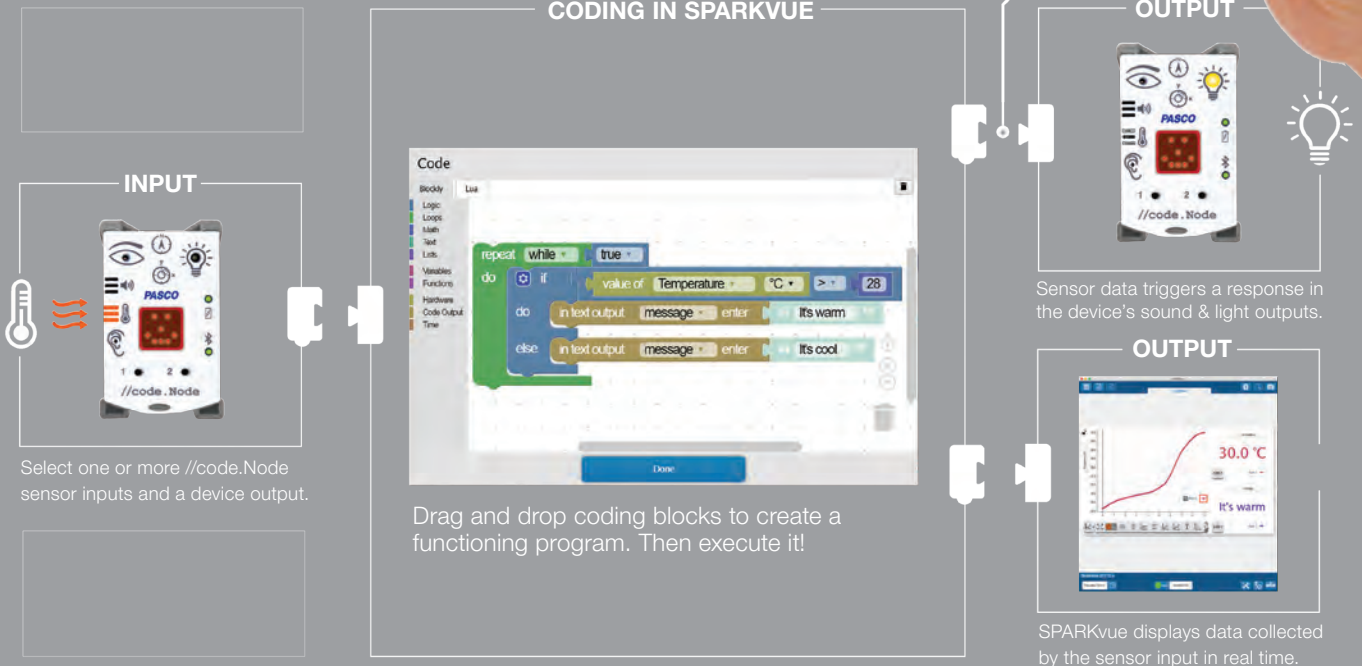 CODING IN SPARKVUE
OUTPUT
INPUT
PASCO
1 2
//code.Node
Select one or more //code.Node
sensor inputs and a device output.
Code
Blockly Lua
Logic
Loops
Math
Text
Lists
Variables
Functions
Hardware
Code Output
Time
repeat while true
do if value of Temperature °C > 28
do in text output message enter It's warm
else in text output message enter It's cool
Done
Drag and drop coding blocks to create a
functioning program. Then execute it!
PASCO
1 2
//code.Node
Sensor data triggers a response in
the device's sound & light outputs.
OUTPUT
30.0 °C
It's warm
SPARKvue displays data collected
by the sensor input in real time.